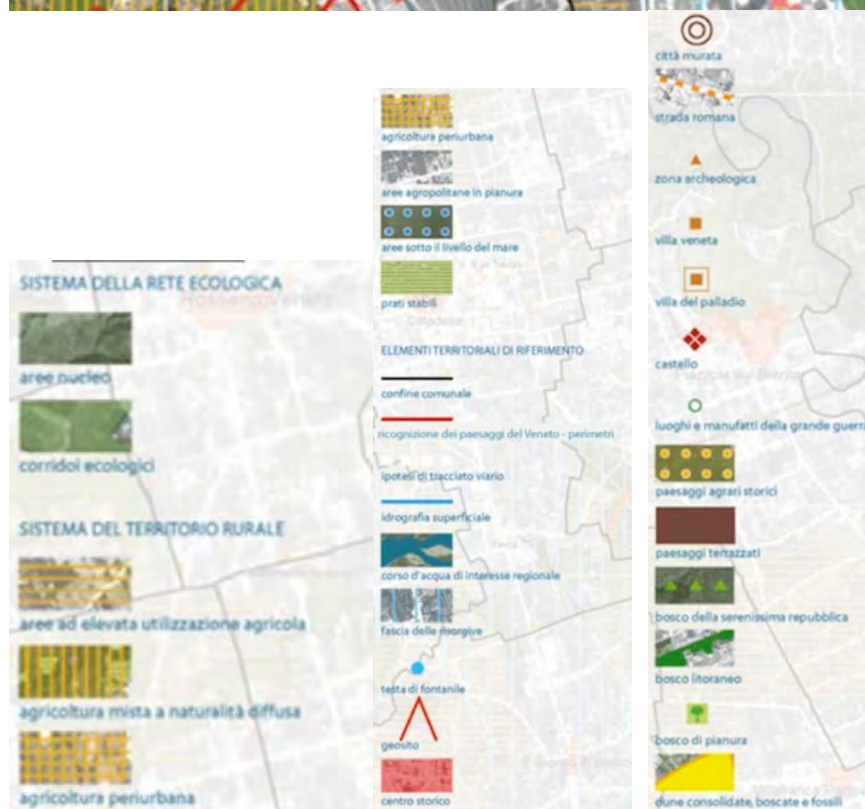 SISTEMA DELLA RETE ECOLOGICA
aree nucleo
corridoi ecologici
SISTEMA DEL TERRITORIO RURALE
aree ad elevata utilizzazione agricola
agricoltura mista a naturalità diffusa
agricoltura periurbana
agricoltura periurbana
aree agropolitane in pianura
aree sotto il livello del mare
prati stabili
ELEMENTI TERRITORIALI DI RIFERIMENTO
confine comunale
ricognizione dei paesaggi del Veneto - perimetri
ipotesi di tracciato viario
idrografia superficiale
corso d'acqua di interesse regionale
fascia delle risorgive
testa di fontanile
geosito
centro storico
città murata
strada romana
zona archeologica
villa veneta
villa del palladio
castello
luoghi e manufatti della grande guerr
paesaggi agrari storici
paesaggi terrazzati
bosco della serenissima repubblica
bosco litoraneo
bosco di pianura
dune consolidate, boscate e fossili